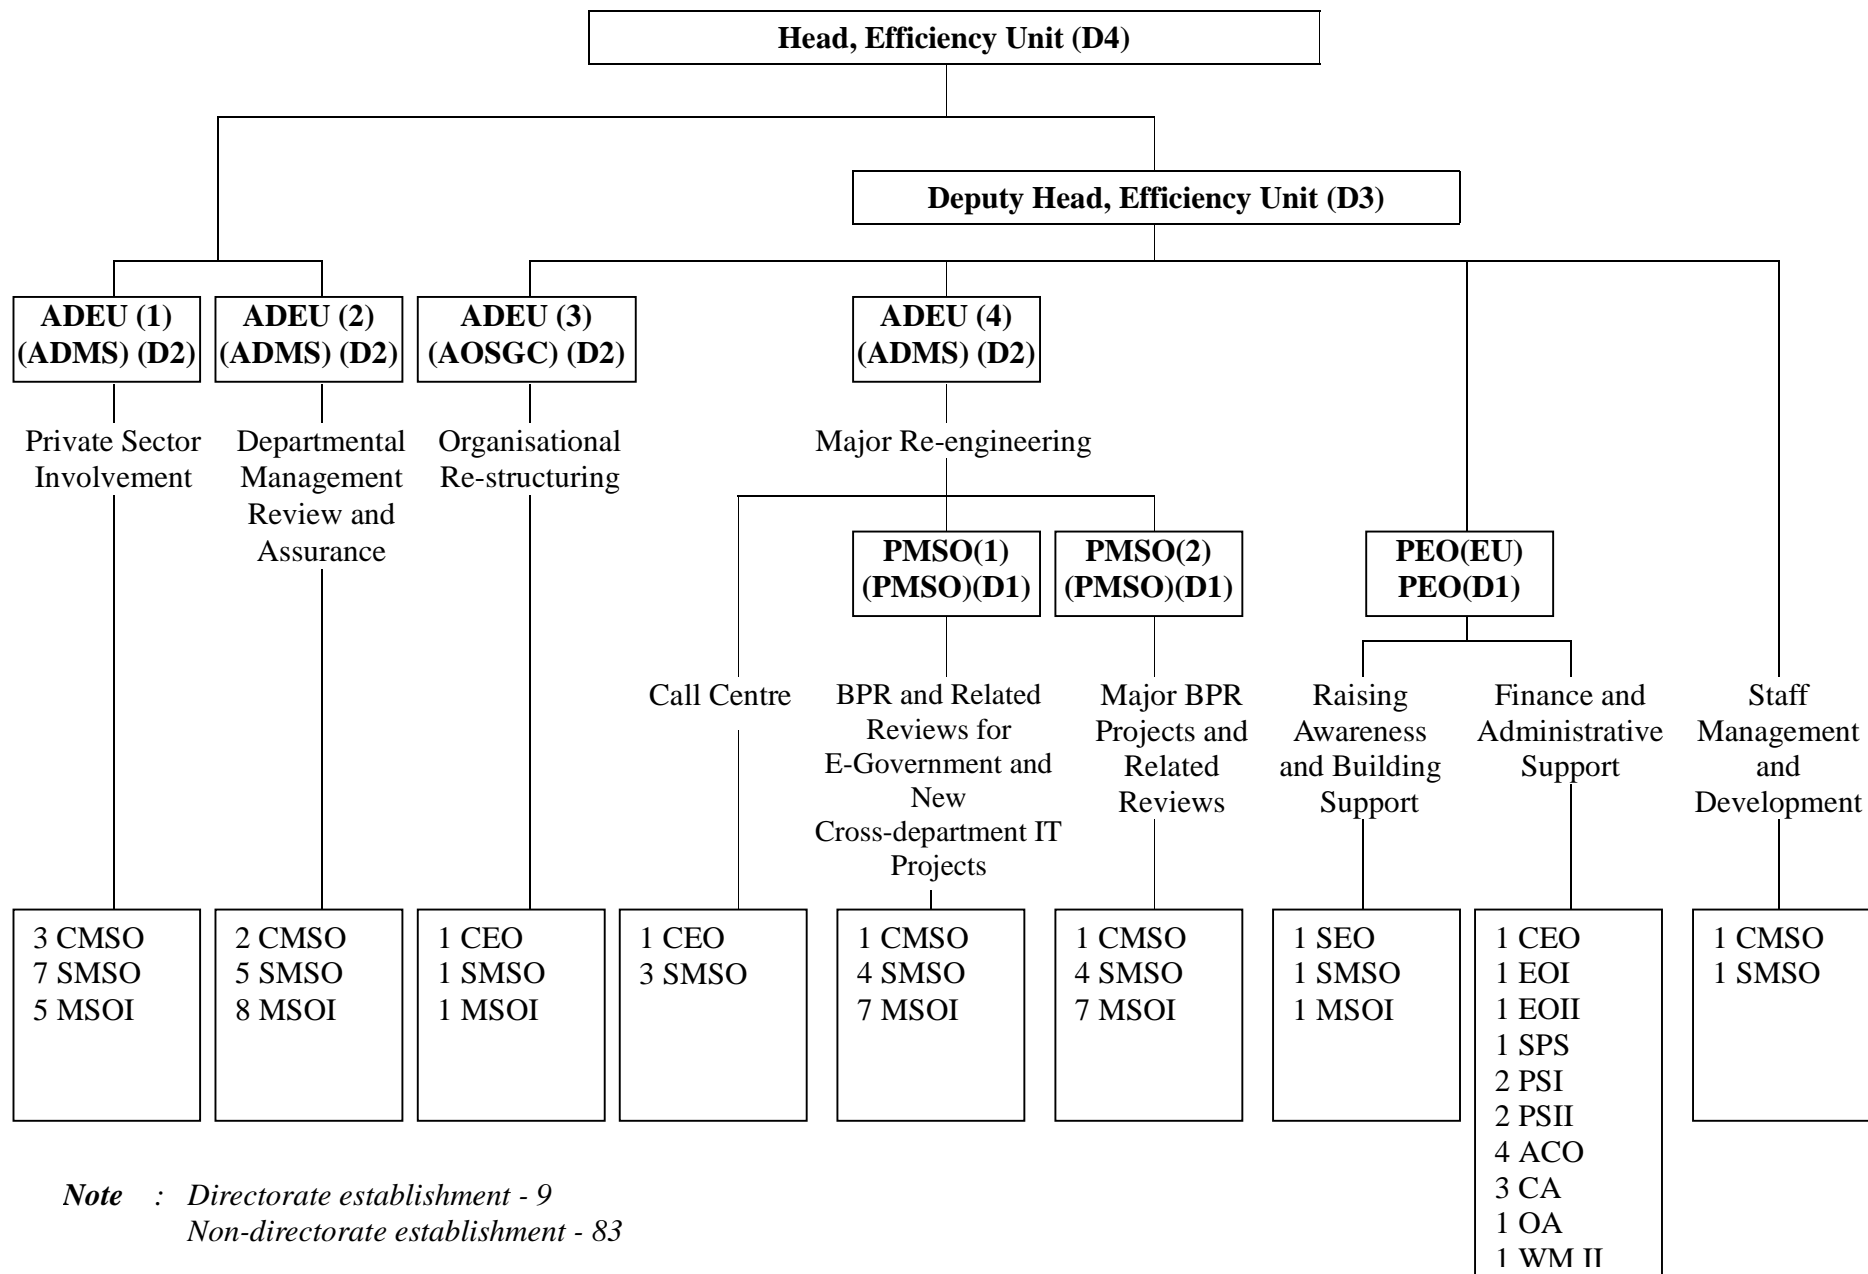 Head, Efficiency Unit (D4)
Deputy Head, Efficiency Unit (D3)
ADEU (1)
(ADMS) (D2)
ADEU (2)
(ADMS) (D2)
ADEU (3)
(AOSGC) (D2)
ADEU (4)
(ADMS) (D2)
Private Sector
Involvement
Departmental
Management
Review and
Assurance
Organisational
Re-structuring
Major Re-engineering
PMSO(1)
(PMSO)(D1)
PMSO(2)
(PMSO)(D1)
PEO(EU)
PEO(D1)
Call Centre
BPR and Related
Reviews for
E-Government and
New
Cross-department IT
Projects
Major BPR
Projects and
Related
Reviews
Raising
Awareness
and Building
Support
Finance and
Administrative
Support
Staff
Management
and
Development
3 CMSO
7 SMSO
5 MSOI
2 CMSO
5 SMSO
8 MSOI
1 CEO
1 SMSO
1 MSOI
1 CEO
3 SMSO
1 CMSO
4 SMSO
7 MSOI
1 CMSO
4 SMSO
7 MSOI
1 SEO
1 SMSO
1 MSOI
1 CEO
1 EOI
1 EOII
1 SPS
2 PSI
2 PSII
4 ACO
3 CA
1 OA
1 WM II
1 CMSO
1 SMSO
Note : Directorate establishment - 9
Non-directorate establishment - 83